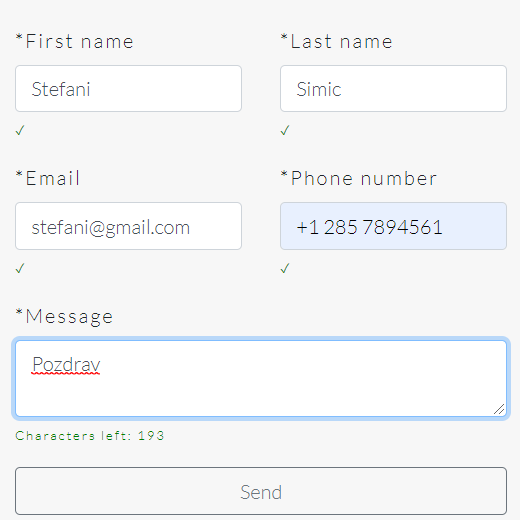 *First name *Last name
Stefani Simic
✓ ✓
*Email *Phone number
stefani@gmail.com +1 285 7894561
✓ ✓
*Message
Pozdrav
Characters left: 193
Send